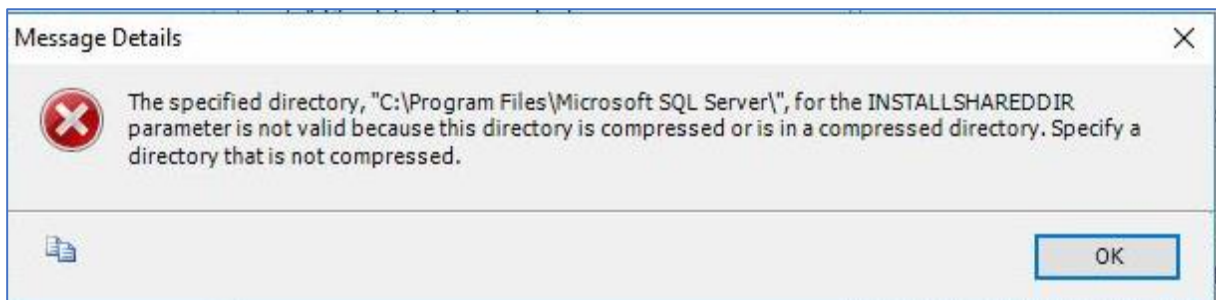 Message Details
The specified directory, "C:\Program Files\Microsoft SQL Server\", for the INSTALLSHAREDDIR
parameter is not valid because this directory is compressed or is in a compressed directory. Specify a
directory that is not compressed.
OK